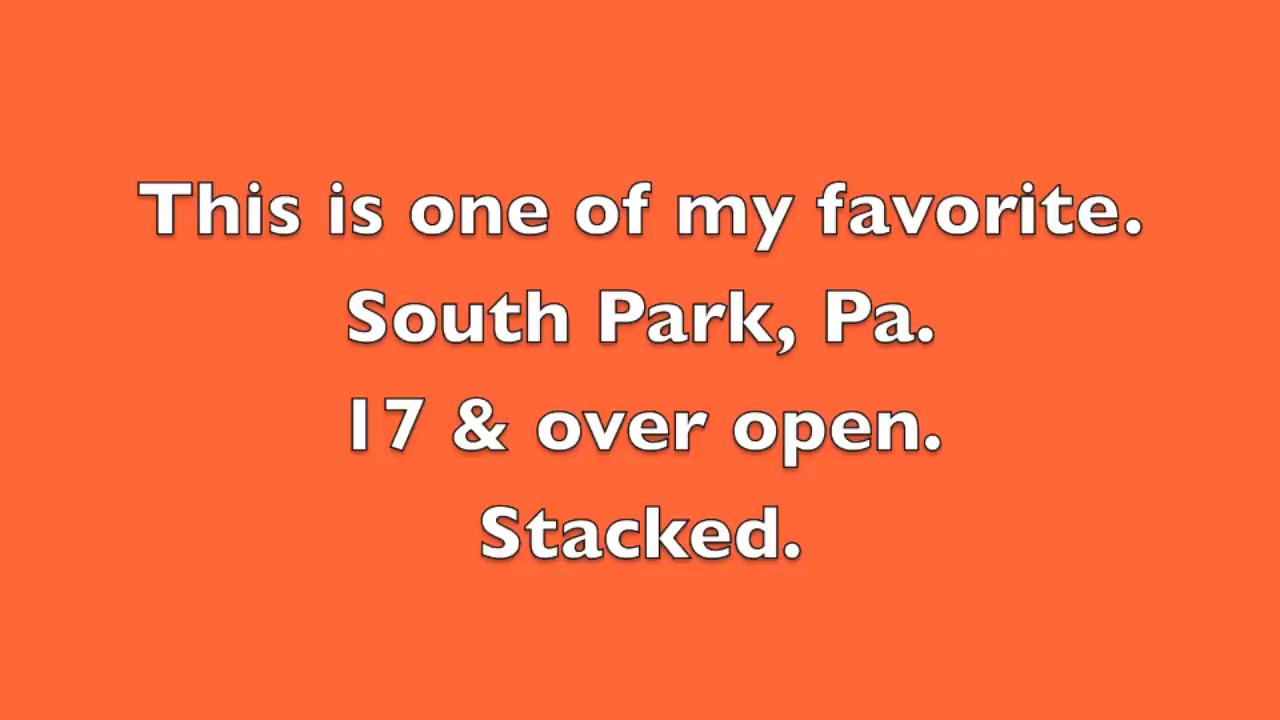 This is one of my favorite.
South Park, Pa.
17 & over open.
Stacked.